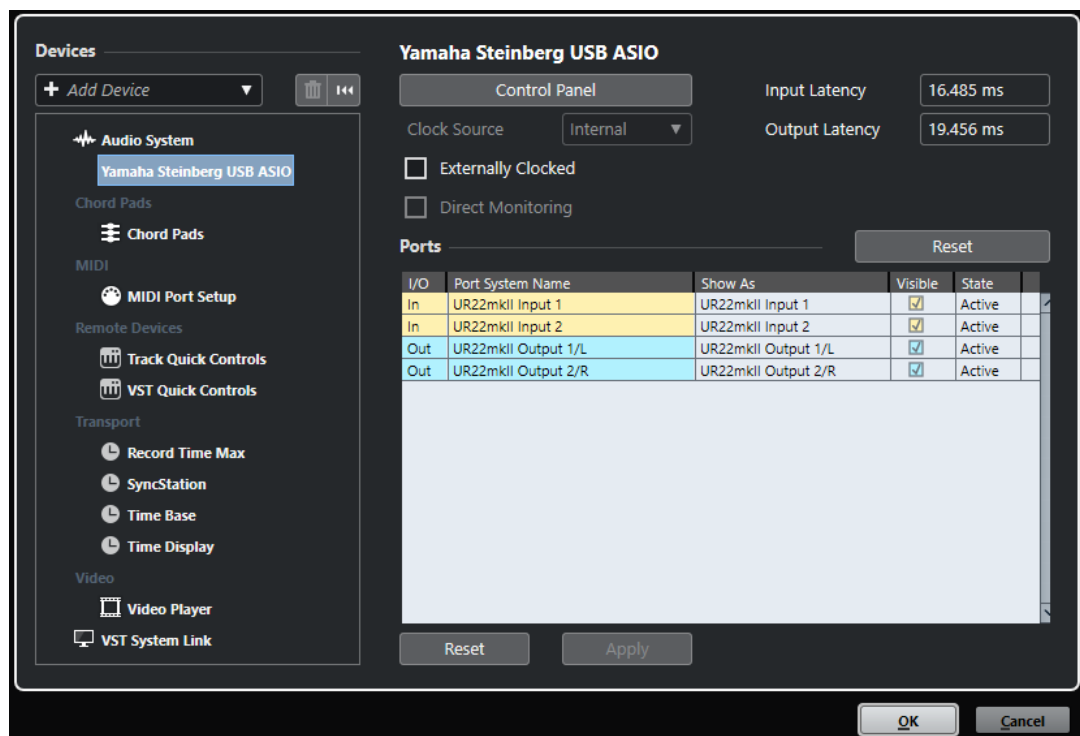 Devices
Add Device
Audio System
Yamaha Steinberg USB ASIO
Chord Pads
Chord Pads
MIDI
MIDI Port Setup
Remote Devices
Track Quick Controls
VST Quick Controls
Transport
Record Time Max
SyncStation
Time Base
Time Display
Video
Video Player
VST System Link
Yamaha Steinberg USB ASIO
Control Panel
Input Latency 16.485 ms
Clock Source Internal
Output Latency 19.456 ms
Externally Clocked
Direct Monitoring
Ports
Reset
I/O Port System Name Show As Visible State
In UR22mkII Input 1 UR22mkII Input 1 Active
In UR22mkII Input 2 UR22mkII Input 2 Active
Out UR22mkII Output 1/L UR22mkII Output 1/L Active
Out UR22mkII Output 2/R UR22mkII Output 2/R Active
Reset Apply
OK Cancel